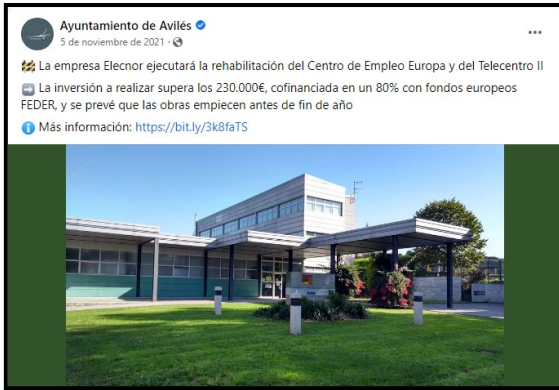 Ayuntamiento de Avilés
5 de noviembre de 2021 ·
🚧 La empresa Elecnor ejecutará la rehabilitación del Centro de Empleo Europa y del Telecentro II
➡️ La inversión a realizar supera los 230.000€, cofinanciada en un 80% con fondos europeos
FEDER, y se prevé que las obras empiecen antes de fin de año
ℹ️ Más información: https://bit.ly/3k8faTS